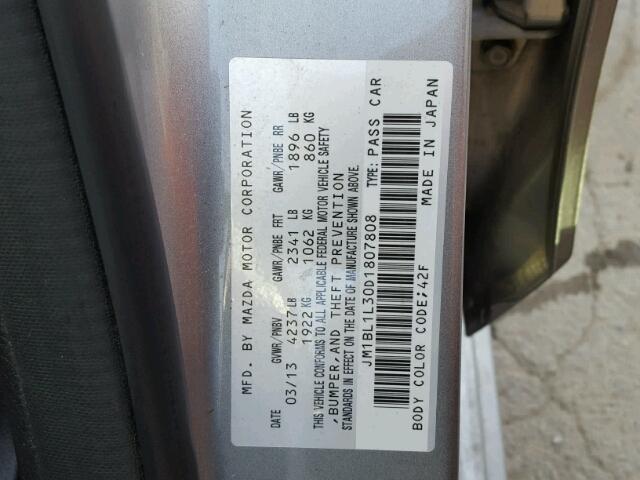 MFD. BY MAZDA MOTOR CORPORATION
DATE GVWR/PNBV GAWR/PNBE FRT GAWR/PNBE RR
03/13 4237 LB 2341 LB 1896 LB
1922 KG 1062 KG 860 KG
THIS VEHICLE CONFORMS TO ALL APPLICABLE FEDERAL MOTOR VEHICLE SAFETY
, BUMPER, AND THEFT PREVENTION
STANDARDS IN EFFECT ON THE DATE OF MANUFACTURE SHOWN ABOVE.
JM1BL1L30D1807808 TYPE: PASS CAR
BODY COLOR CODE;42F MADE IN JAPAN